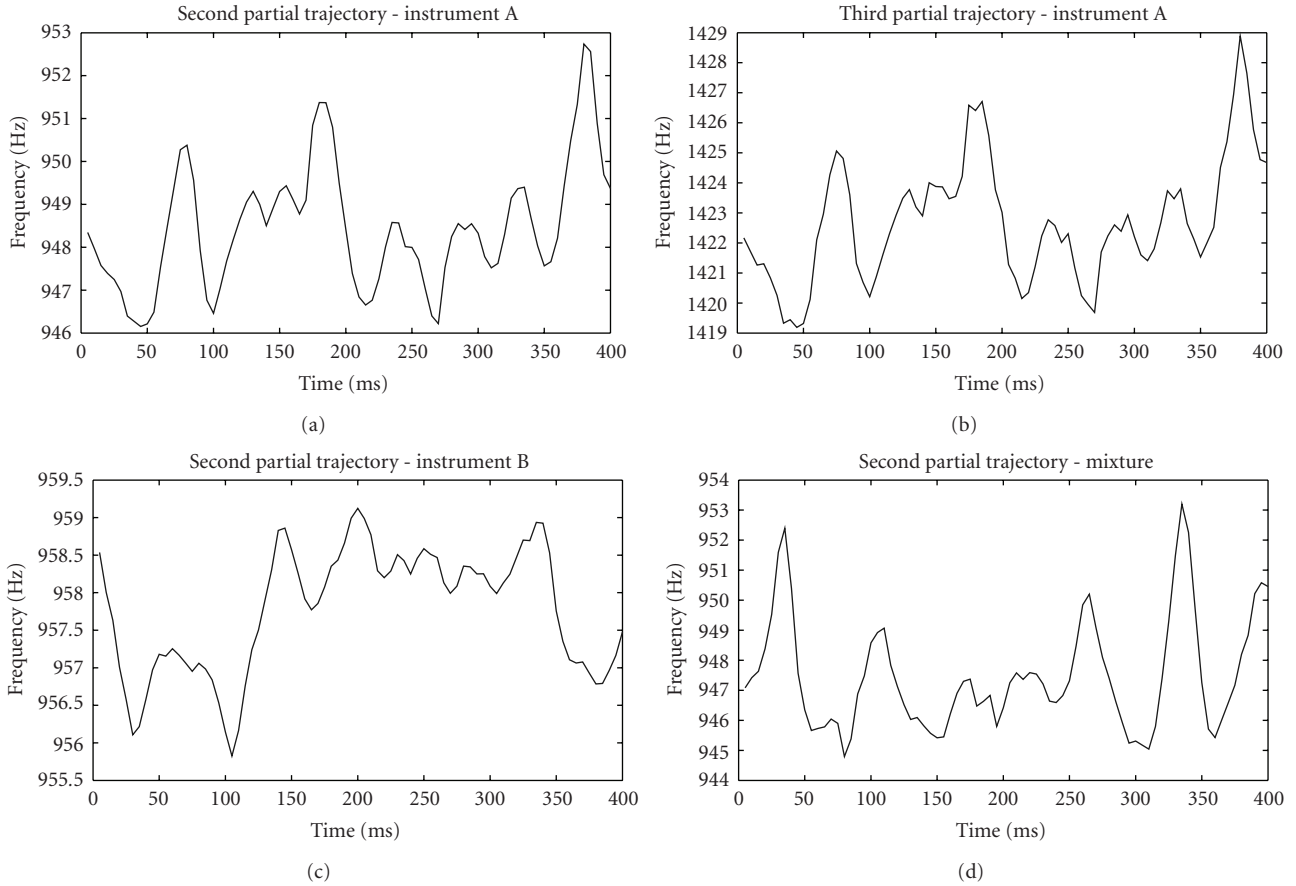 Second partial trajectory - instrument A
953
952
951
950
949
948
947
946
Frequency (Hz)
0 50 100 150 200 250 300 350 400
Time (ms)
(a)
Third partial trajectory - instrument A
1429
1428
1427
1426
1425
1424
1423
1422
1421
1420
1419
Frequency (Hz)
0 50 100 150 200 250 300 350 400
Time (ms)
(b)
Second partial trajectory - instrument B
959.5
959
958.5
958
957.5
957
956.5
956
955.5
Frequency (Hz)
0 50 100 150 200 250 300 350 400
Time (ms)
(c)
Second partial trajectory - mixture
954
953
952
951
950
949
948
947
946
945
944
Frequency (Hz)
0 50 100 150 200 250 300 350 400
Time (ms)
(d)